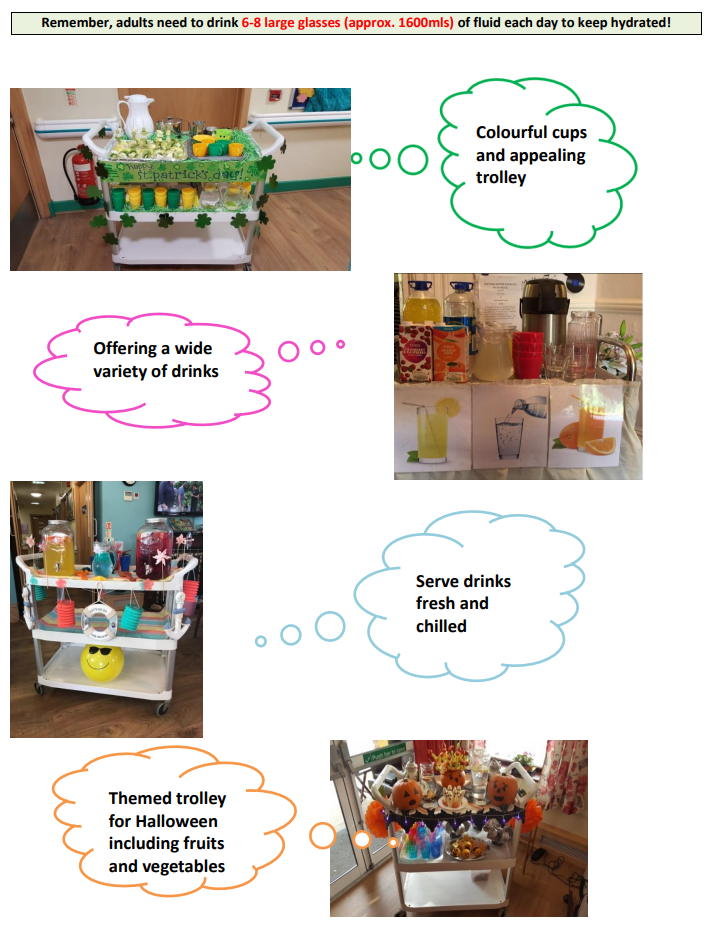 Remember, adults need to drink 6-8 large glasses (approx. 1600mls) of fluid each day to keep hydrated!
Colourful cups
and appealing
trolley
happy
st.patrick's day!
Offering a wide
variety of drinks
Serve drinks
fresh and
chilled
Themed trolley
for Halloween
including fruits
and vegetables